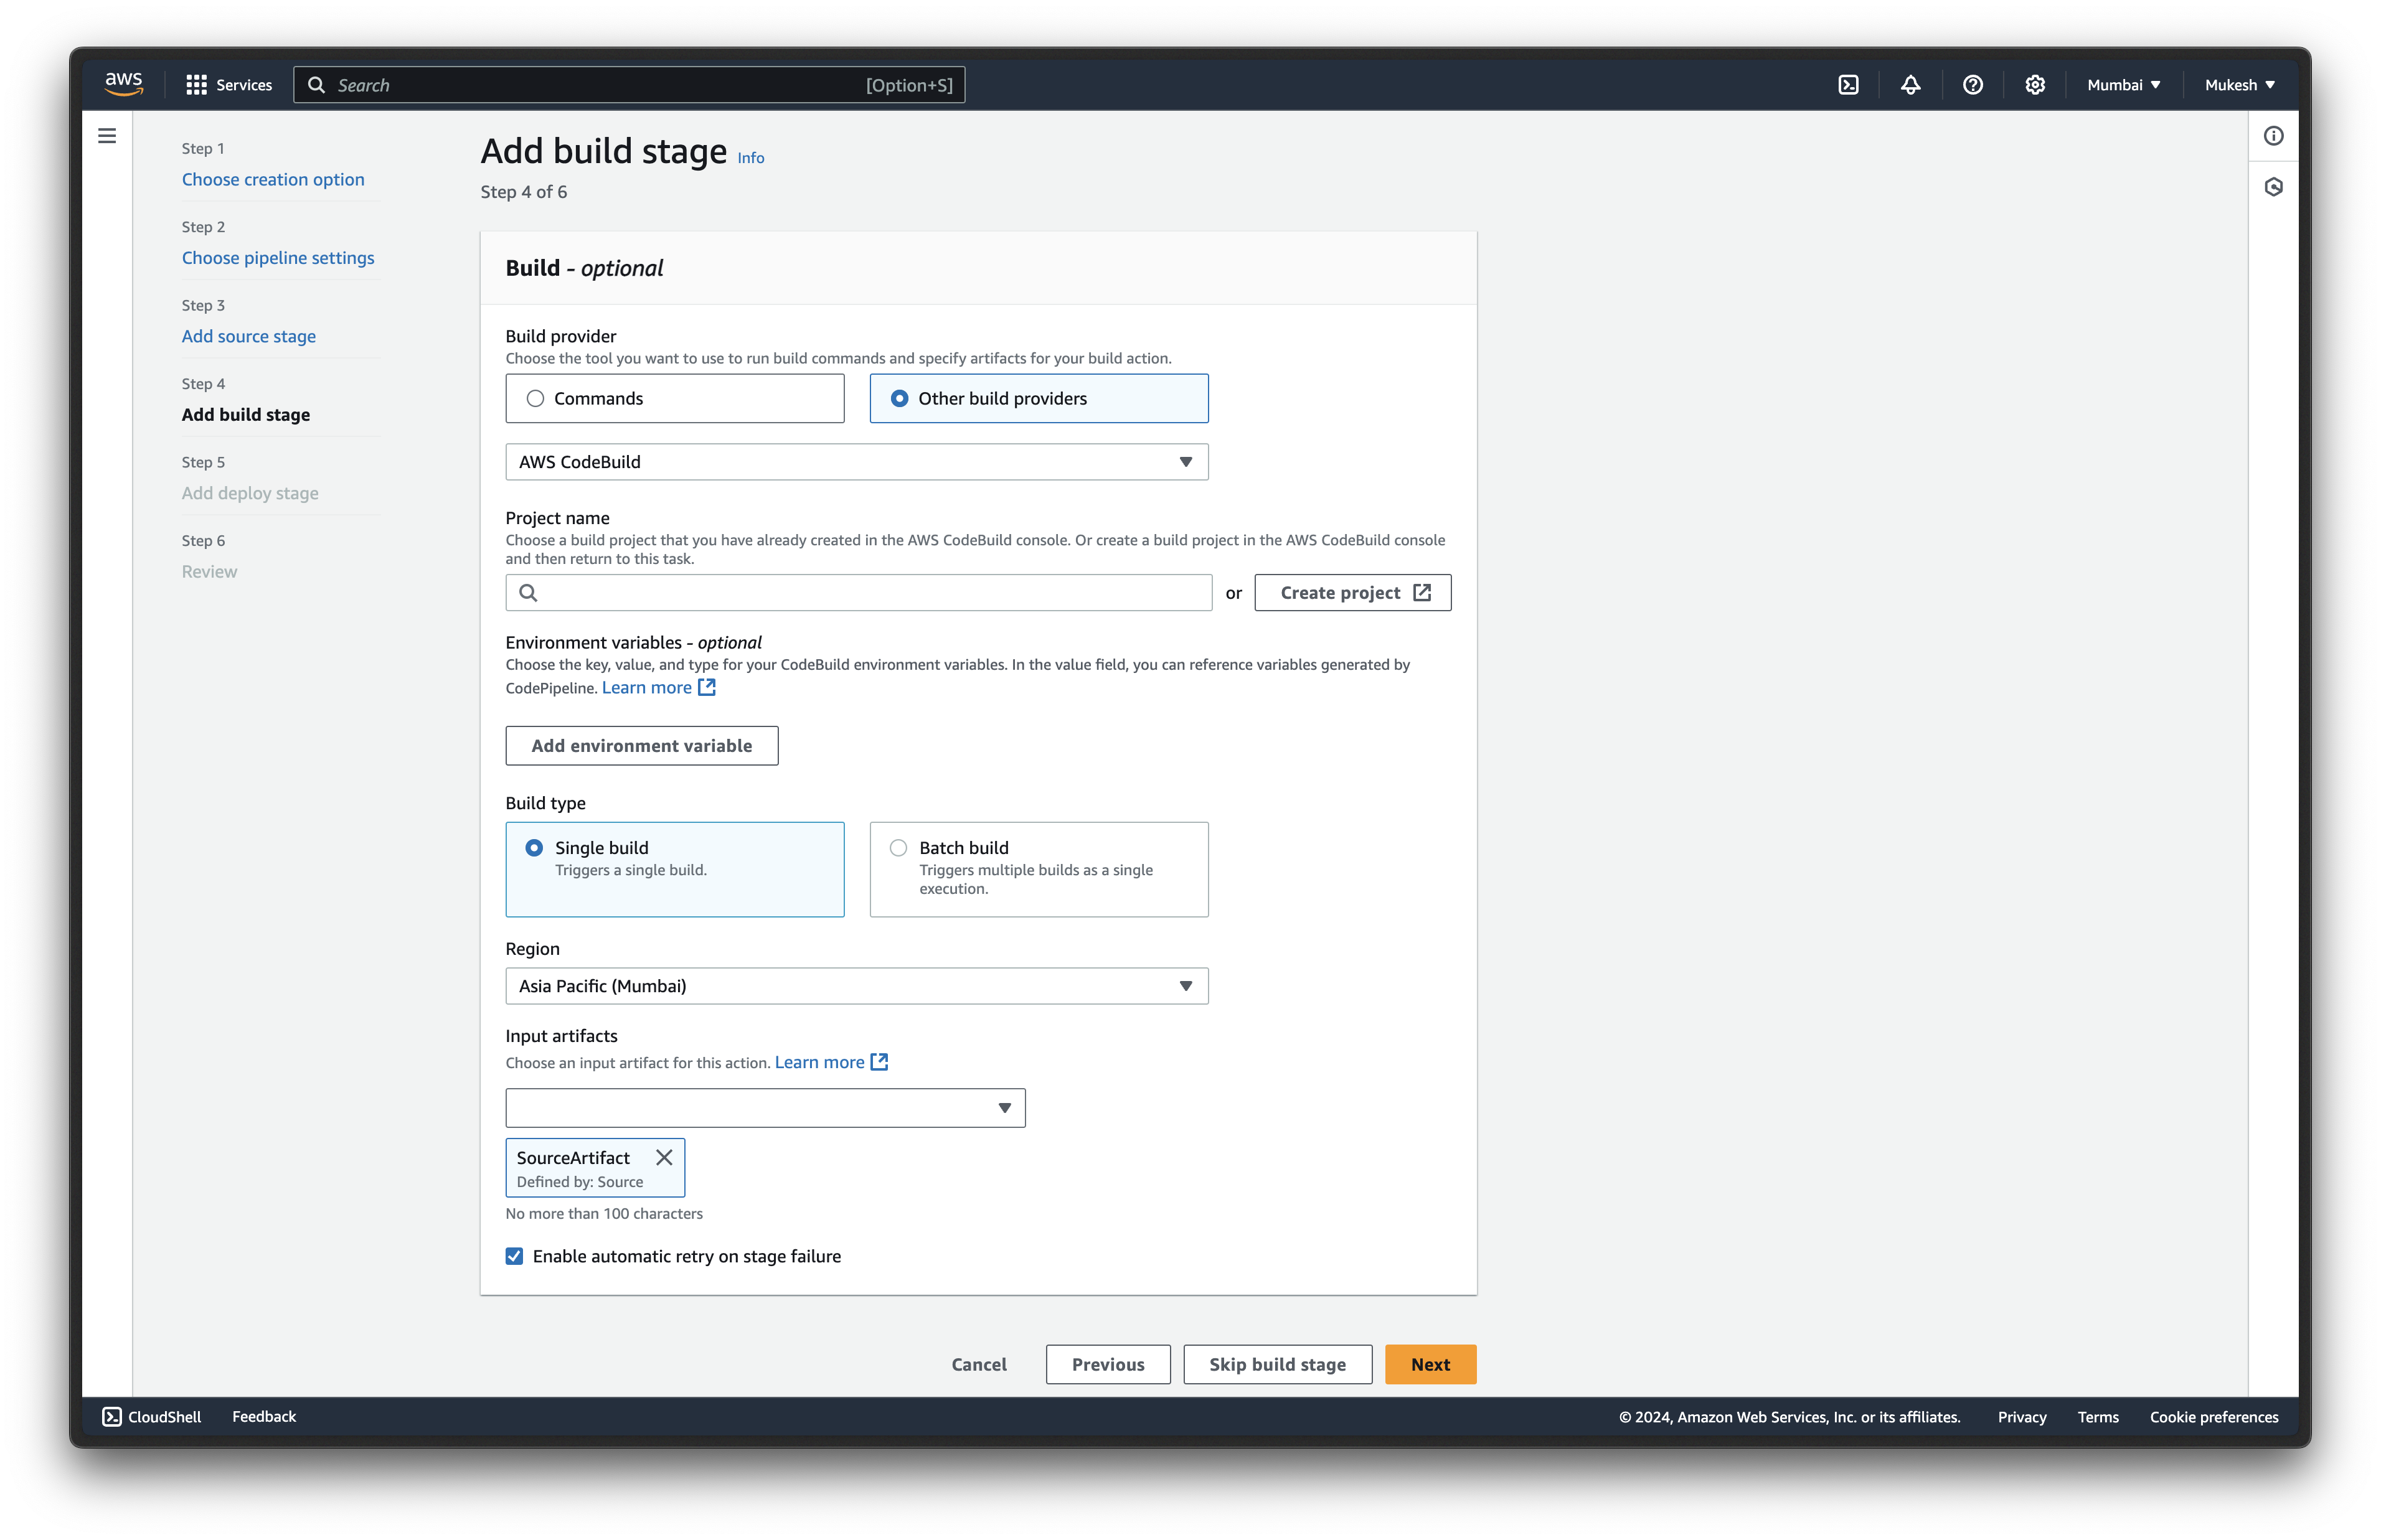 aws
Services
Search
[Option+S]
Mumbai
Mukesh
Step 1
Choose creation option
Step 2
Choose pipeline settings
Step 3
Add source stage
Step 4
Add build stage
Step 5
Add deploy stage
Step 6
Review
Add build stage Info
Step 4 of 6
Build - optional
Build provider
Choose the tool you want to use to run build commands and specify artifacts for your build action.
Commands
Other build providers
AWS CodeBuild
Project name
Choose a build project that you have already created in the AWS CodeBuild console. Or create a build project in the AWS CodeBuild console
and then return to this task.
or
Create project
Environment variables - optional
Choose the key, value, and type for your CodeBuild environment variables. In the value field, you can reference variables generated by
CodePipeline. Learn more
Add environment variable
Build type
Single build
Triggers a single build.
Batch build
Triggers multiple builds as a single
execution.
Region
Asia Pacific (Mumbai)
Input artifacts
Choose an input artifact for this action. Learn more
SourceArtifact
Defined by: Source
No more than 100 characters
Enable automatic retry on stage failure
Cancel
Previous
Skip build stage
Next
CloudShell
Feedback
© 2024, Amazon Web Services, Inc. or its affiliates.
Privacy
Terms
Cookie preferences